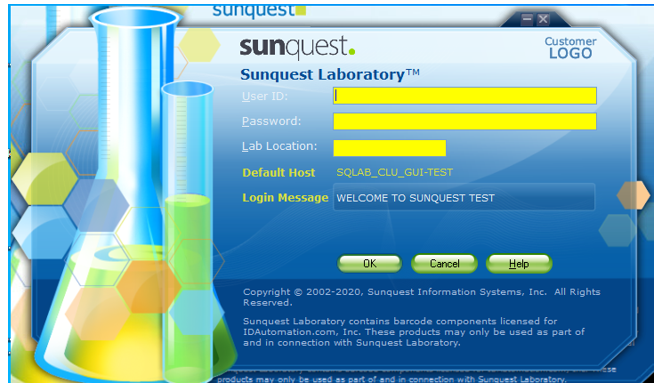 sunquest
sunquest.
Customer
LOGO
Sunquest Laboratory™
User ID:
Password:
Lab Location:
Default Host SQLAB_CLU_GUI-TEST
Login Message WELCOME TO SUNQUEST TEST
OK Cancel Help
Copyright © 2002-2020, Sunquest Information Systems, Inc. All Rights
Reserved.
Sunquest Laboratory contains barcode components licensed for
IDAutomation.com, Inc. These products may only be used as part of
and in connection with Sunquest Laboratory.
products may only be used as part of and in connection with Sunquest Laboratory.